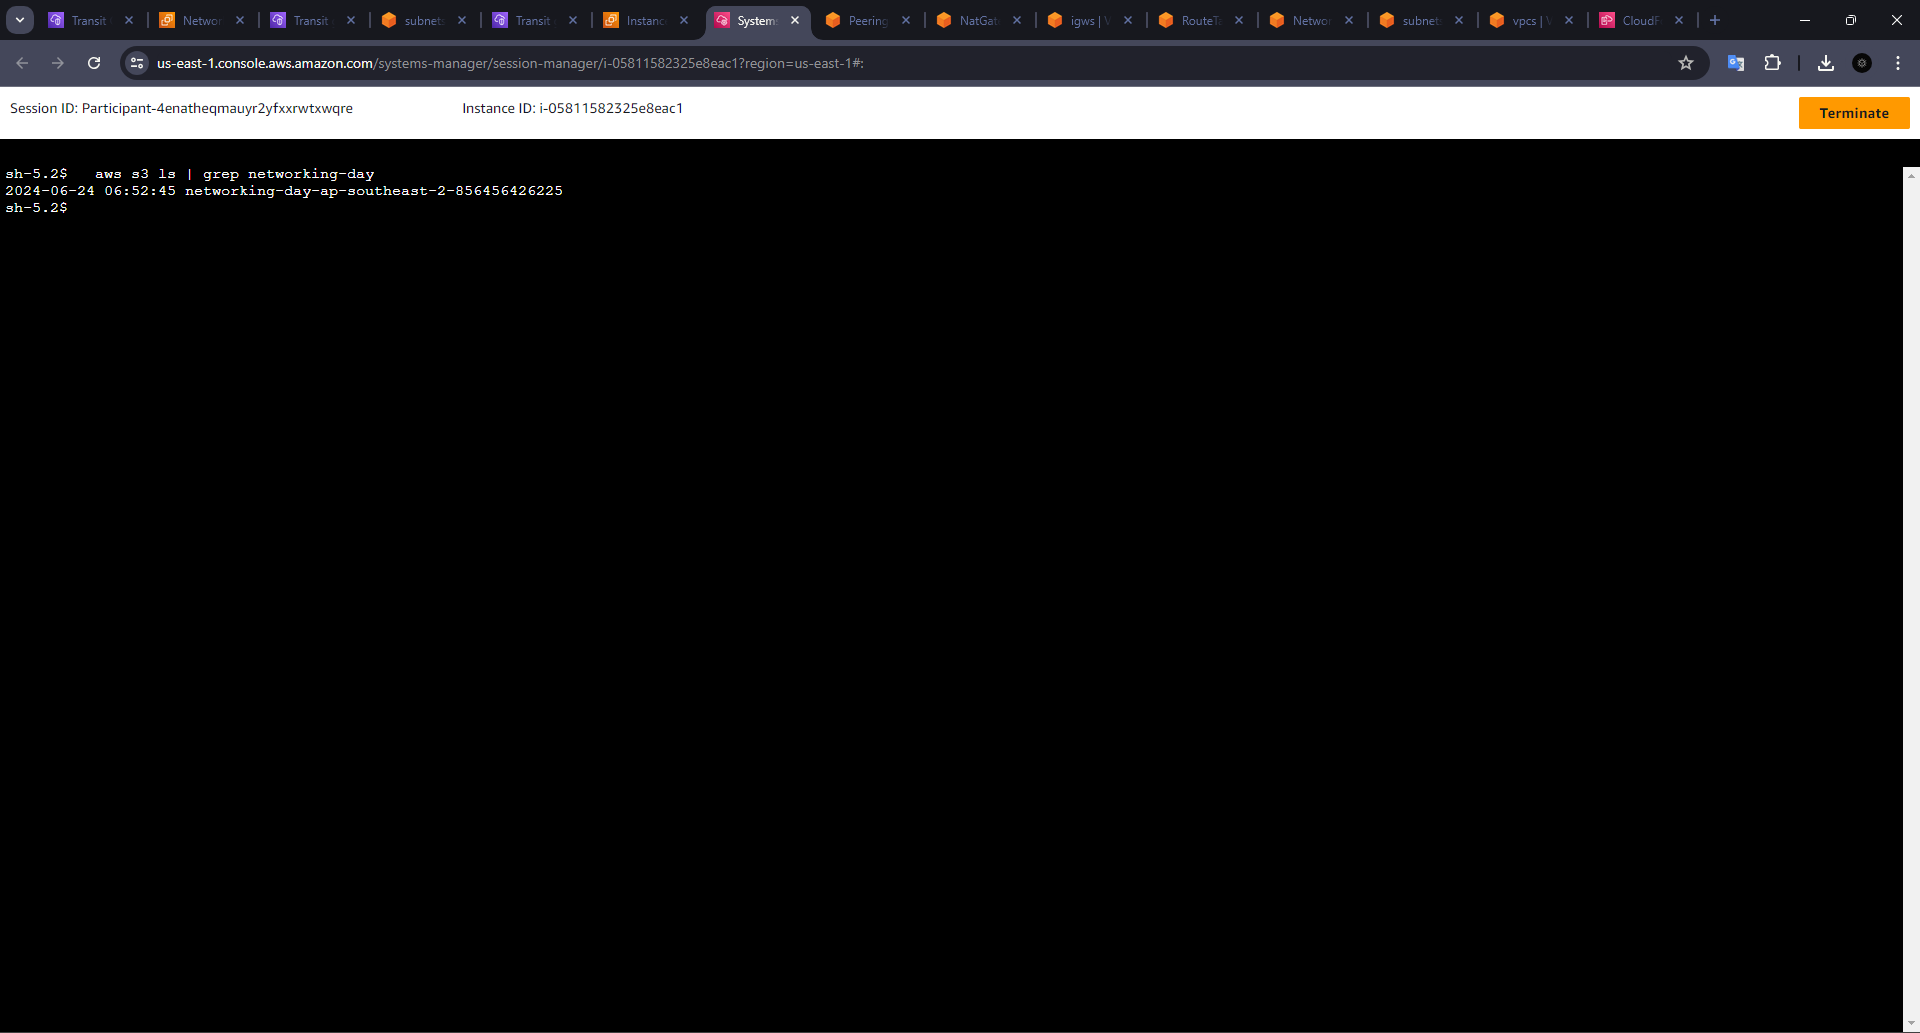 Transit
Networ
Transit
subnets
Transit
Instanc
Systems
Peering
NatGat
igws | V
RouteTa
Networ
subnets
vpcs | V
CloudF
us-east-1.console.aws.amazon.com/systems-manager/session-manager/i-05811582325e8eac1?region=us-east-1#:
Session ID: Participant-4enatheqmauyr2yfxxrwtxwqre Instance ID: i-05811582325e8eac1 Terminate
sh-5.2$   aws s3 ls | grep networking-day
2024-06-24 06:52:45 networking-day-ap-southeast-2-856456426225
sh-5.2$